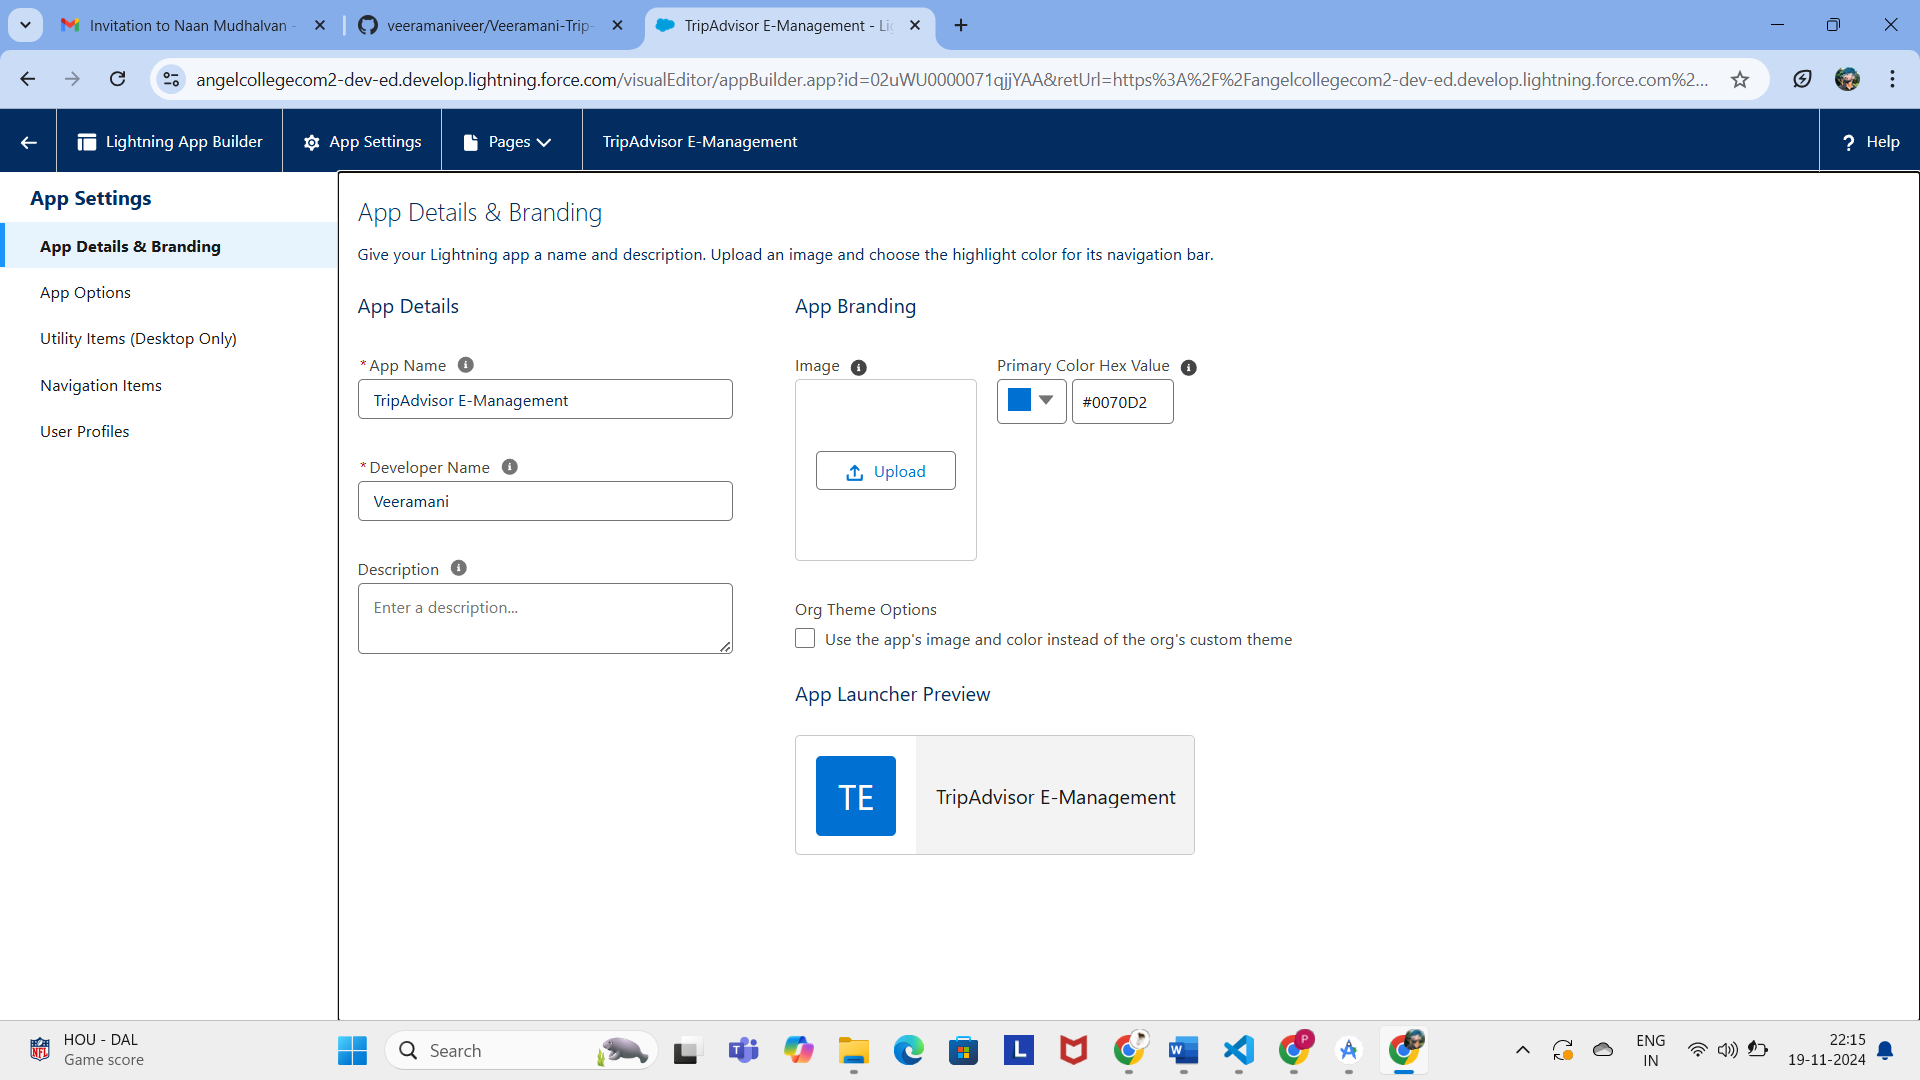 Invitation to Naan Mudhalvan -
veeramaniveer/Veeramani-Trip-
TripAdvisor E-Management - Li
angelcollegecom2-dev-ed.develop.lightning.force.com/visualEditor/appBuilder.app?id=02uWU0000071qjjYAA&retUrl=https%3A%2F%2Fangelcollegecom2-dev-ed.develop.lightning.force.com%2...
Lightning App Builder
App Settings
Pages
TripAdvisor E-Management
? Help
App Settings
App Details & Branding
App Options
Utility Items (Desktop Only)
Navigation Items
User Profiles
App Details & Branding
Give your Lightning app a name and description. Upload an image and choose the highlight color for its navigation bar.
App Details
*App Name
TripAdvisor E-Management
*Developer Name
Veeramani
Description
Enter a description...
App Branding
Image
Upload
Primary Color Hex Value
#0070D2
Org Theme Options
Use the app's image and color instead of the org's custom theme
App Launcher Preview
TE
TripAdvisor E-Management
HOU - DAL
Game score
Search
ENG
IN
22:15
19-11-2024